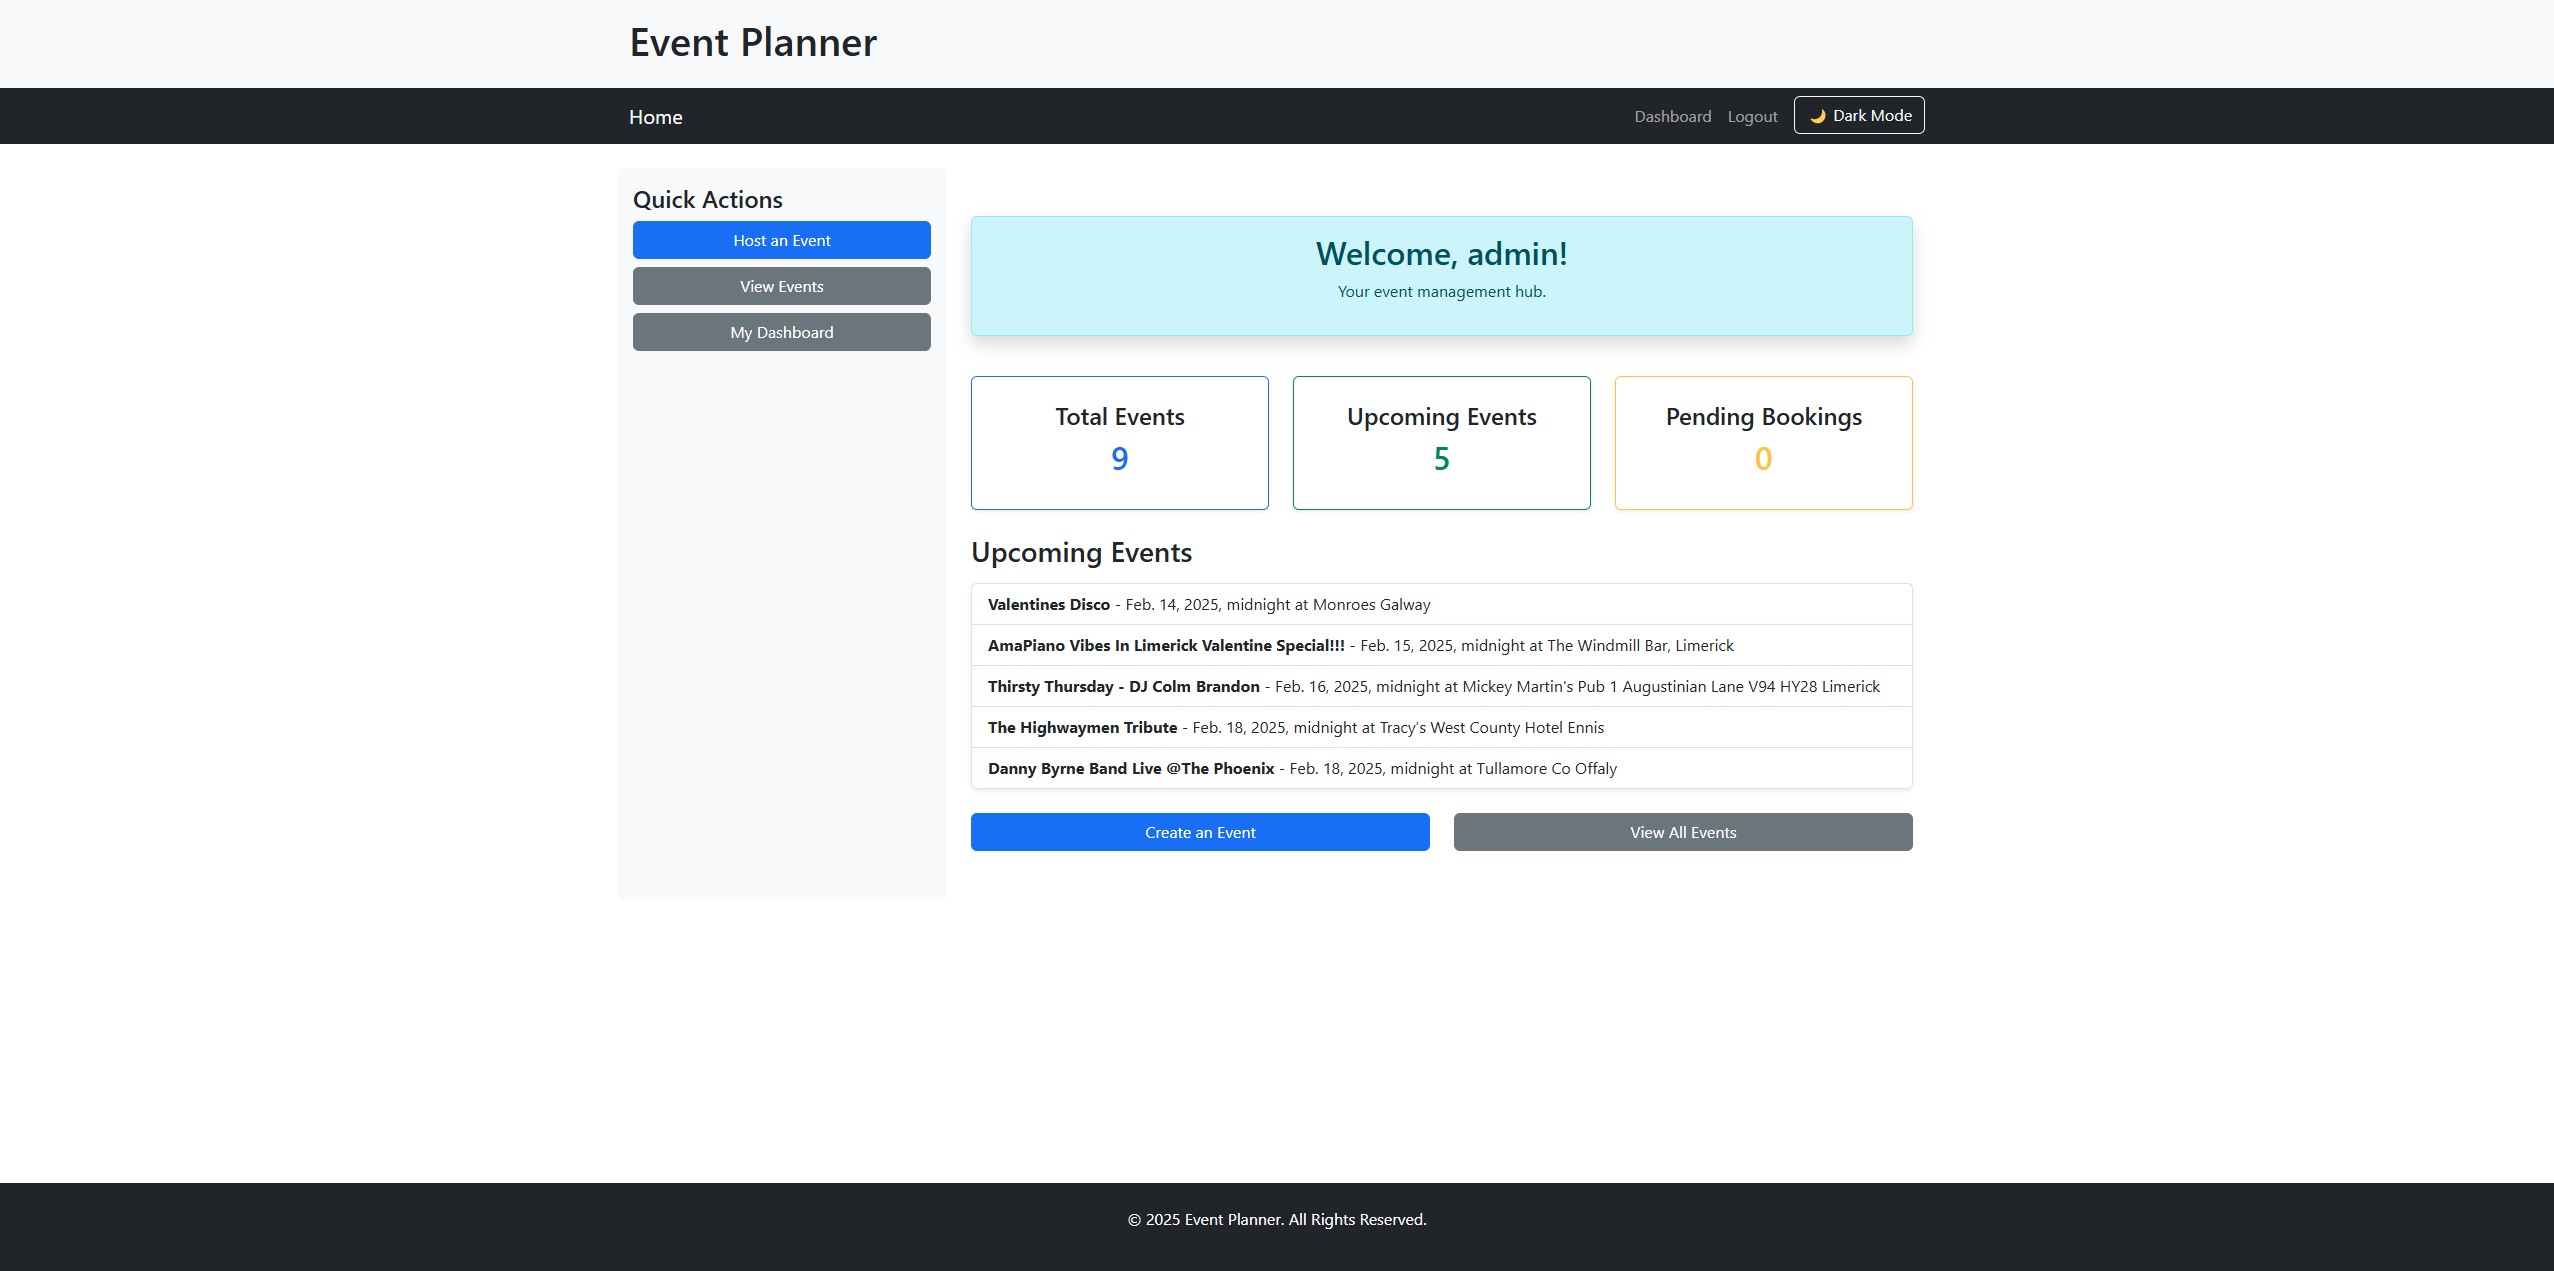 Event Planner
Home
Dashboard Logout 🌙 Dark Mode
Quick Actions
Host an Event
View Events
My Dashboard
Welcome, admin!
Your event management hub.
Total Events
9
Upcoming Events
5
Pending Bookings
0
Upcoming Events
Valentines Disco - Feb. 14, 2025, midnight at Monroes Galway
AmaPiano Vibes In Limerick Valentine Special!!! - Feb. 15, 2025, midnight at The Windmill Bar, Limerick
Thirsty Thursday - DJ Colm Brandon - Feb. 16, 2025, midnight at Mickey Martin's Pub 1 Augustinian Lane V94 HY28 Limerick
The Highwaymen Tribute - Feb. 18, 2025, midnight at Tracy’s West County Hotel Ennis
Danny Byrne Band Live @The Phoenix - Feb. 18, 2025, midnight at Tullamore Co Offaly
Create an Event
View All Events
© 2025 Event Planner. All Rights Reserved.